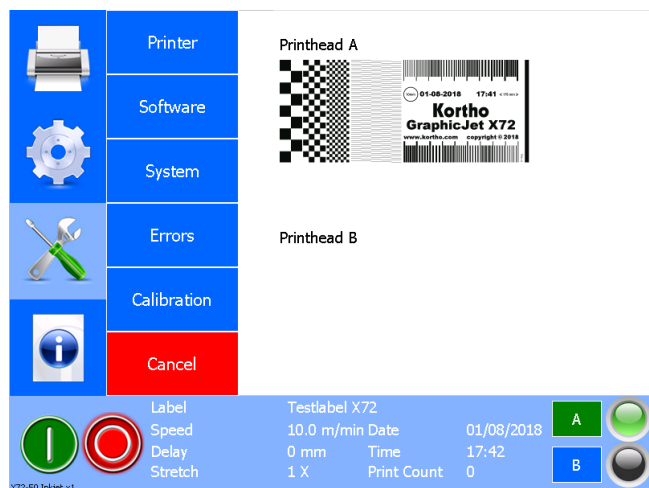 Printer
Software
System
Errors
Calibration
Cancel
Printhead A
01-08-2018 17:41
Kortho
GraphicJet X72
www.kortho.com copyright © 2018
Printhead B
Label Testlabel X72
Speed 10.0 m/min Date 01/08/2018
Delay 0 mm Time 17:42
Stretch 1 X Print Count 0
A
B